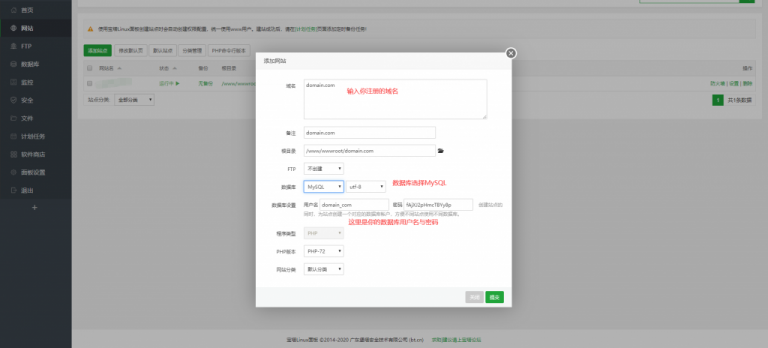 首页
网站
FTP
数据库
监控
安全
文件
计划任务
软件商店
面板设置
退出
使用宝塔Linux面板创建站点时会自动创建权限配置，统一使用www用户。建站成功后，请在[计划任务]页面添加定时备份任务!
添加站点 修改默认页 默认站点 分类管理 PHP命令行版本
网站名 状态 备份 根目录 操作
运行中 无备份 /www/wwwroot 防火墙 | 设置 | 删除
站点分类: 全部分类 1 共1条数据
添加网站
域名 domain.com
输入你注册的域名
备注 domain.com
根目录 /www/wwwroot/domain.com
FTP 不创建
数据库 MySQL utf-8 数据库选择MySQL
数据库设置 用户名 domain_com 密码 创建站点的
同时，为站点创建一个对应的数据库帐户，方便不同站点使用不同数据库。
这里是你的数据库用户名与密码
程序类型 PHP
PHP版本 PHP-72
网站分类 默认分类
关闭 提交
宝塔Linux面板 ©2014-2020 广东堡塔安全技术有限公司 (bt.cn) 求助|建议请上宝塔论坛